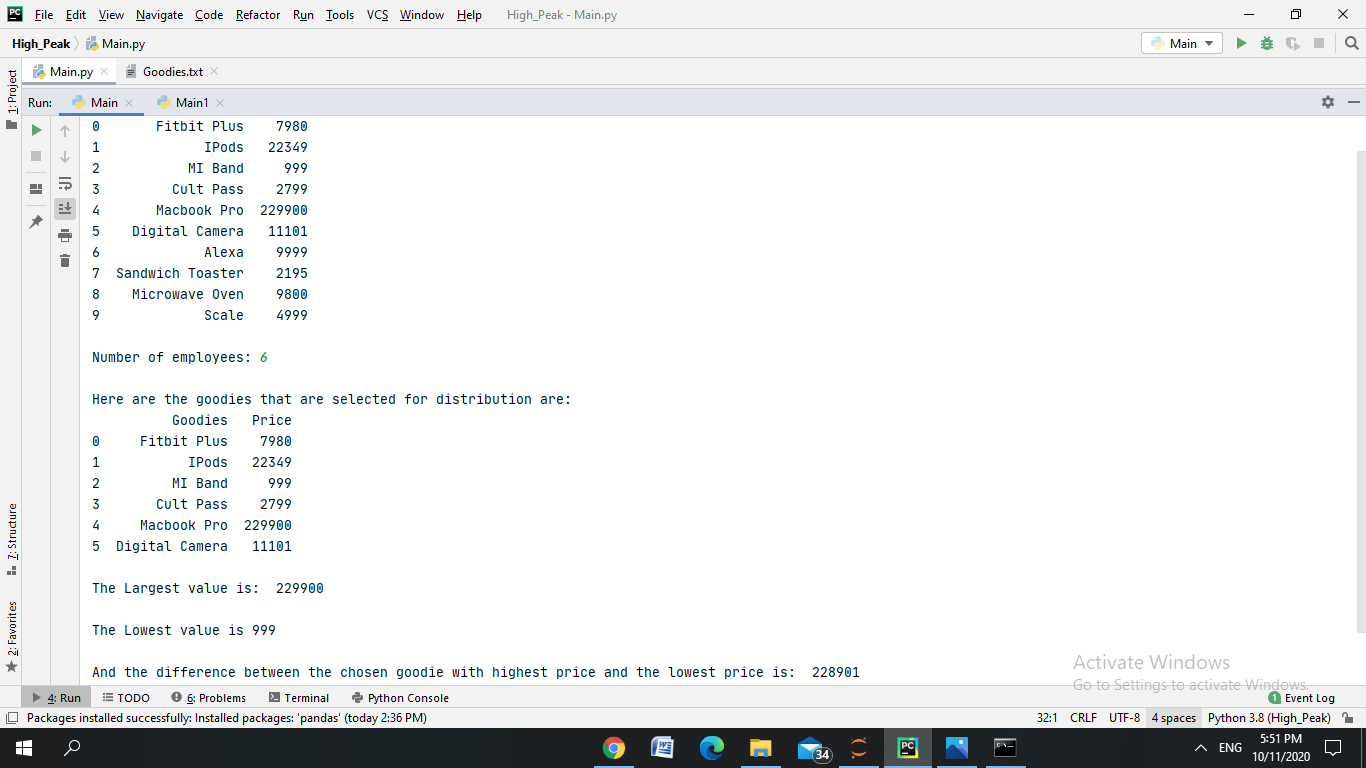 PC File Edit View Navigate Code Refactor Run Tools VCS Window Help High_Peak - Main.py
High_Peak Main.py Main
1: Project
Main.py Goodies.txt
Run: Main Main1
0 Fitbit Plus 7980
1 IPods 22349
2 MI Band 999
3 Cult Pass 2799
4 Macbook Pro 229900
5 Digital Camera 11101
6 Alexa 9999
7 Sandwich Toaster 2195
8 Microwave Oven 9800
9 Scale 4999
Number of employees: 6
Here are the goodies that are selected for distribution are:
Goodies Price
0 Fitbit Plus 7980
1 IPods 22349
2 MI Band 999
3 Cult Pass 2799
4 Macbook Pro 229900
5 Digital Camera 11101
The Largest value is: 229900
The Lowest value is 999
And the difference between the chosen goodie with highest price and the lowest price is: 228901
7: Structure
2: Favorites
Activate Windows
Go to Settings to activate Windows.
4: Run TODO 6: Problems Terminal Python Console 1 Event Log
Packages installed successfully: Installed packages: 'pandas' (today 2:36 PM) 32:1 CRLF UTF-8 4 spaces Python 3.8 (High_Peak)
34 PC ENG 5:51 PM
10/11/2020